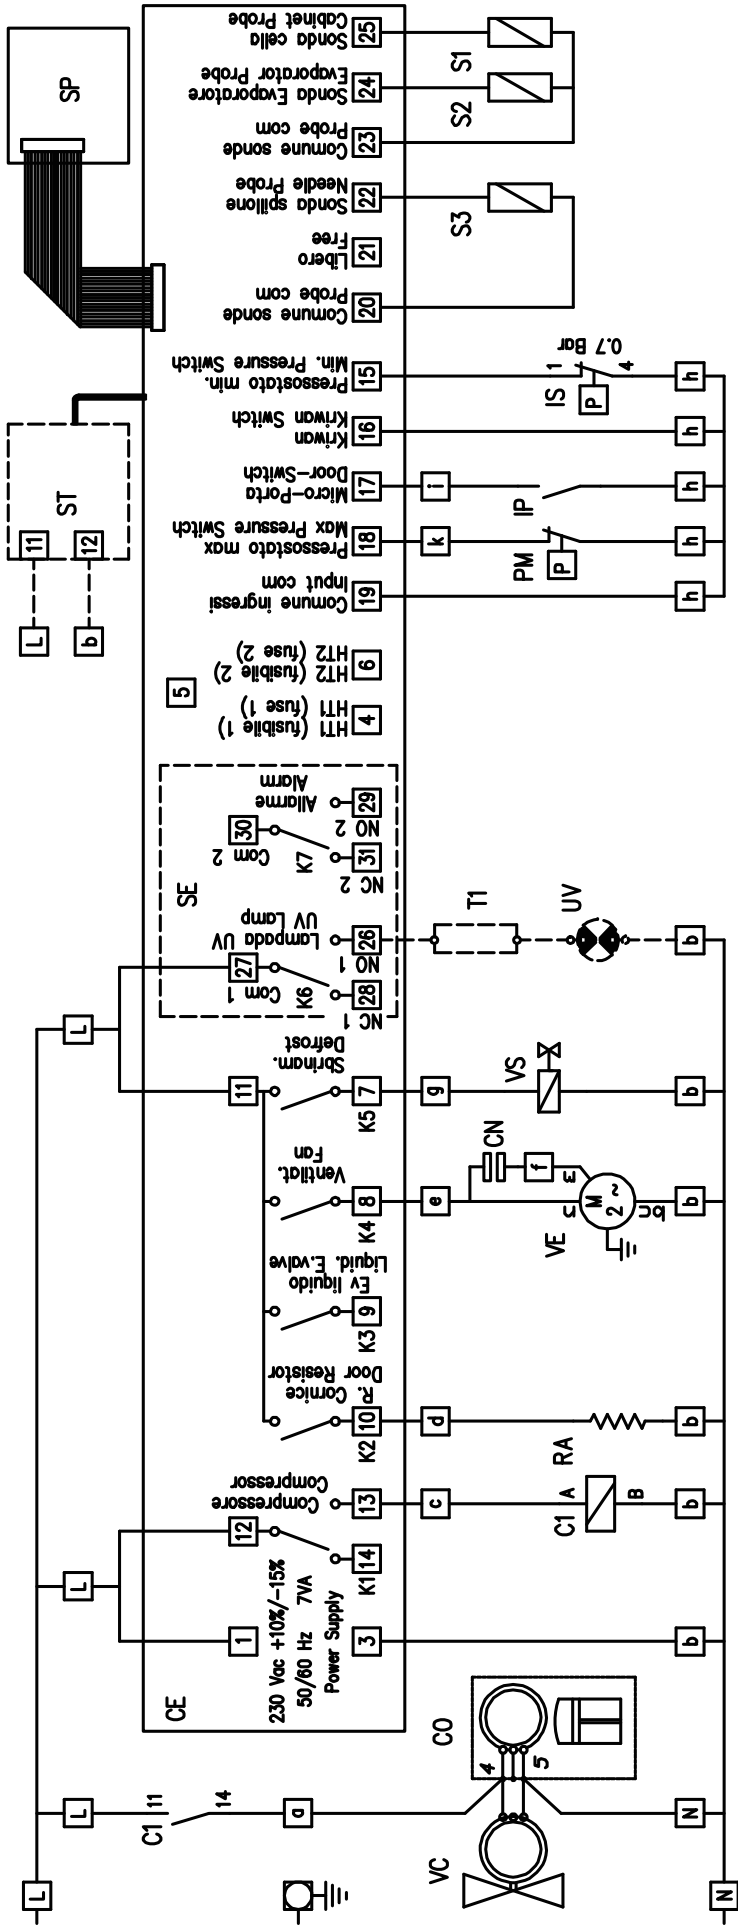 L
L
C1
11
14
a
VC
CO
4
5
N
N
CE
L
1
12
230 Vac +10%/-15%
50/60 Hz 7VA
Power Supply
3
b
K1
14
Compressore
Compressor
13
c
C1
A
B
b
R. Cornice
Door Resistor
K2
10
d
RA
b
Ev liquido
Liquid. E.valve
K3
9
Ventilat.
Fan
K4
8
e
CN
f
VE
M
2
~
b
L
11
Sbrinam.
Defrost
K5
7
g
VS
b
SE
27
Com 1
K6
28
NC 1
Lampada UV
UV Lamp
26
NO 1
T1
UV
b
30
Com 2
K7
31
NC 2
Allarme
Alarm
29
NO 2
5
HT1 (fusibile 1)
HT1 (fuse 1)
4
HT2 (fusibile 2)
HT2 (fuse 2)
6
Comune ingressi
Input com
19
h
Pressostato max
Max Pressure Switch
18
k
PM
P
h
Micro-Porta
Door-Switch
17
i
IP
h
Kriwan
Kriwan Switch
16
h
Pressostato min.
Min. Pressure Switch
15
IS
P
1
4
0.7 Bar
h
L
b
11
12
ST
SP
Comune sonde
Probe com
20
Libero
Free
21
Sonda spillone
Needle Probe
22
S3
Comune sonde
Probe com
23
Sonda Evaporatore
Evaporator Probe
24
S2
Sonda cella
Cabinet Probe
25
S1